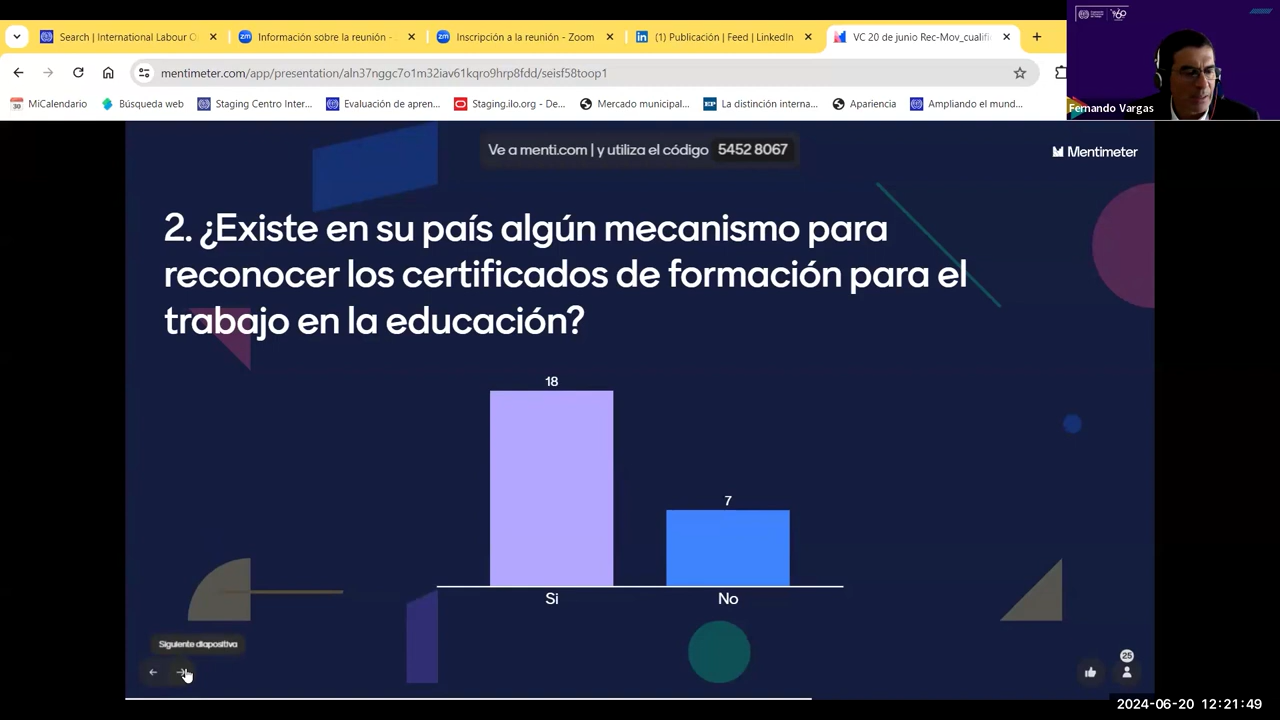 Search | International Labour O
Información sobre la reunión -
Inscripción a la reunión - Zoom
(1) Publicación | Feed | LinkedIn
VC 20 de junio Rec-Mov_cualifi
mentimeter.com/app/presentation/aln37nggc7o1m32iav61kqro9hrp8fdd/seisf58toop1
MiCalendario
Búsqueda web
Staging Centro Inter...
Evaluación de apren...
Staging.ilo.org - De...
Mercado municipal...
La distinción interna...
Apariencia
Ampliando el mund...
Fernando Vargas
Ve a menti.com | y utiliza el código 5452 8067
Mentimeter
2. ¿Existe en su país algún mecanismo para
reconocer los certificados de formación para el
trabajo en la educación?
18
7
Si
No
Siguiente diapositiva
25
2024-06-20 12:21:49